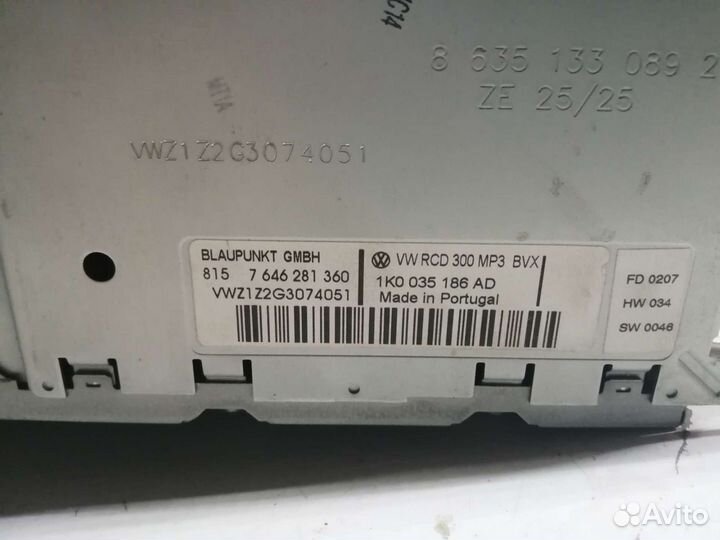 8 635 133 089 2
ZE 25/25
VWZ1Z2G3074051
BLAUPUNKT GMBH
815 7 646 281 360
VWZ1Z2G3074051
VW RCD 300 MP3 BVX
1K0 035 186 AD
Made in Portugal
FD 0207
HW 034
SW 0046
Avito